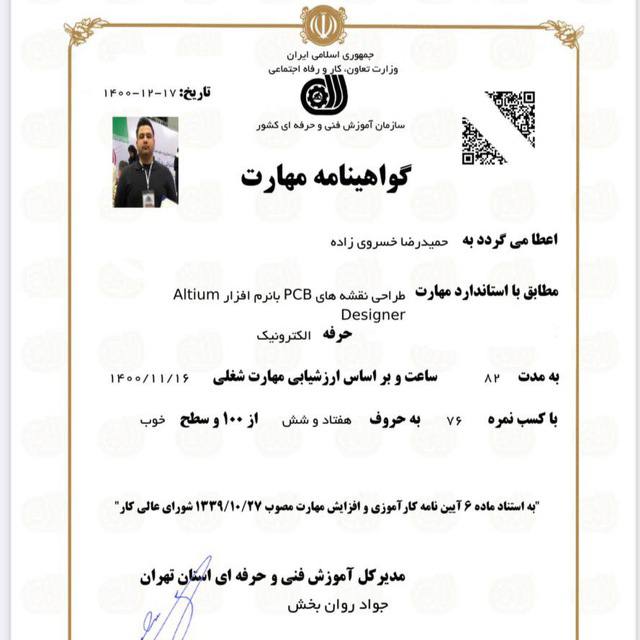 جمهوری اسلامی ایران
وزارت تعاون، کار و رفاه اجتماعی
سازمان آموزش فنی و حرفه ای کشور
تاریخ: ۱۴۰۰-۱۲-۱۷
گواهینامه مهارت
اعطا می گردد به حمیدرضا خسروی زاده
مطابق با استاندارد مهارت طراحی نقشه های PCB بانرم افزار Altium
Designer
حرفه الکترونیک
به مدت ۸۲ ساعت و بر اساس ارزشیابی مهارت شغلی ۱۴۰۰/۱۱/۱۶
با کسب نمره ۷۶ به حروف هفتاد و شش از ۱۰۰ و سطح خوب
"به استناد ماده ۶ آیین نامه کارآموزی و افزایش مهارت مصوب ۱۳۳۹/۱۰/۲۷ شورای عالی کار"
مدیرکل آموزش فنی و حرفه ای استان تهران
جواد روان بخش